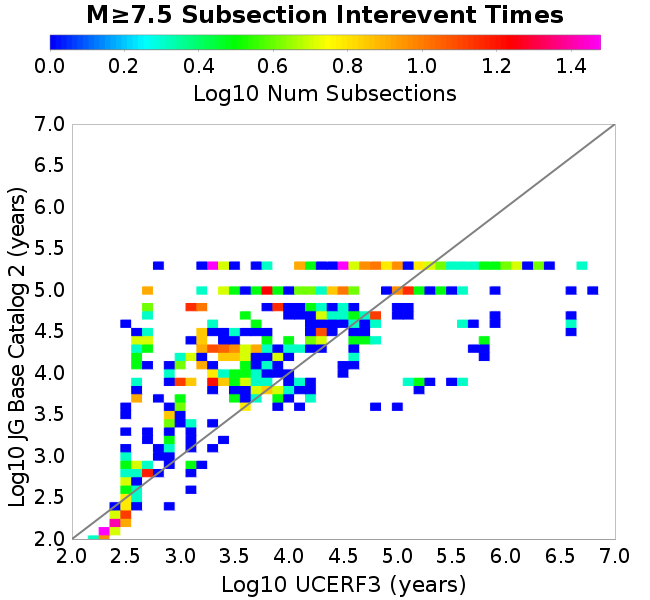 M≥7.5 Subsection Interevent Times
0.0 0.2 0.4 0.6 0.8 1.0 1.2 1.4
Log10 Num Subsections
7.0
6.5
6.0
5.5
5.0
4.5
4.0
3.5
3.0
2.5
2.0
Log10 JG Base Catalog 2 (years)
2.0 2.5 3.0 3.5 4.0 4.5 5.0 5.5 6.0 6.5 7.0
Log10 UCERF3 (years)